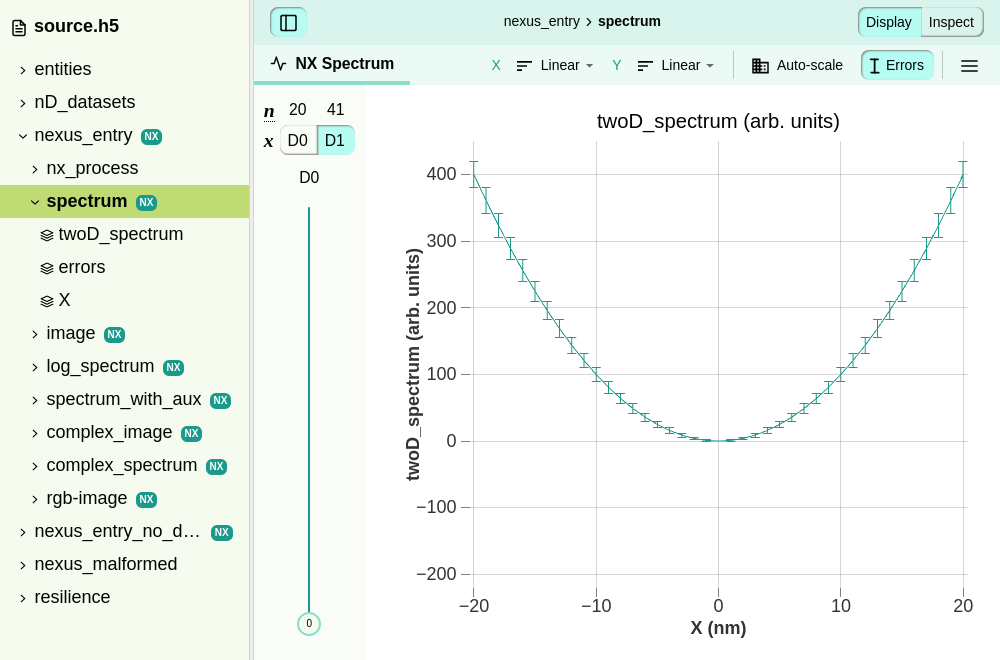 source.h5
entities
nD_datasets
nexus_entry NX
nx_process
spectrum NX
twoD_spectrum
errors
X
image NX
log_spectrum NX
spectrum_with_aux NX
complex_image NX
complex_spectrum NX
rgb-image NX
nexus_entry_no_d… NX
nexus_malformed
resilience
nexus_entry › spectrum
Display Inspect
NX Spectrum
X Linear Y Linear Auto-scale Errors
n 20 41
x D0 D1
D0
0
twoD_spectrum (arb. units)
twoD_spectrum (arb. units)
400
300
200
100
0
−100
−200
−20 −10 0 10 20
X (nm)